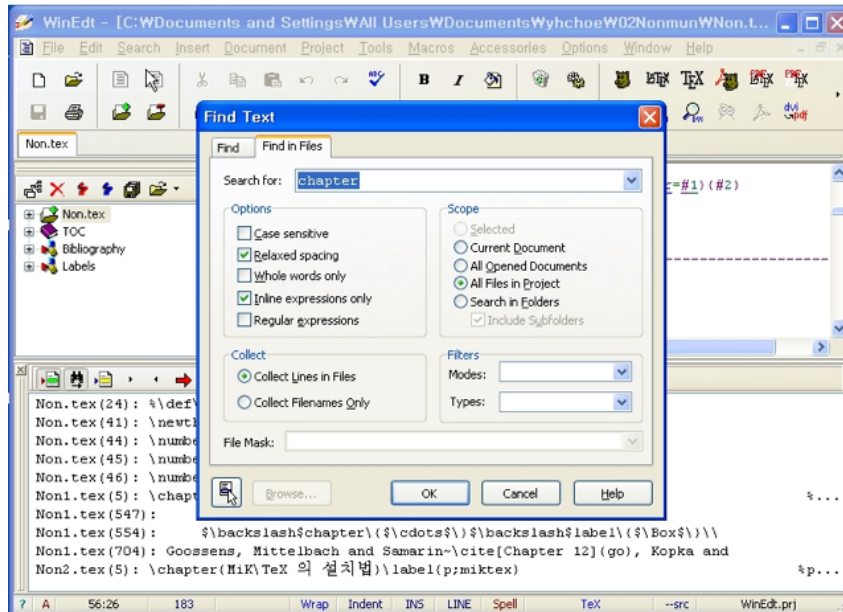 WinEdt - [C:₩Documents and Settings₩All Users₩Documents₩yhchoe₩02Nonmun₩Non.t...
File Edit Search Insert Document Project Tools Macros Accessories Options Window Help
ABC B I TEX
Non.tex
Find Text
Find Find in Files
Search for: chapter
=#1}{#2)
Non.tex
TOC
Bibliography
Labels
Options
Case sensitive
Relaxed spacing
Whole words only
Inline expressions only
Regular expressions
Scope
Selected
Current Document
All Opened Documents
All Files in Project
Search in Folders
Include Subfolders
Collect
Collect Lines in Files
Collect Filenames Only
Filters
Modes:
Types:
File Mask:
Browse... OK Cancel Help
Non.tex(24): %\def\
Non.tex(41): \newth
Non.tex(44): \numbe
Non.tex(45): \numbe
Non.tex(46): \numbe
Non1.tex(5): \chapt %...
Non1.tex(547):
Non1.tex(554): $\backslash$chapter\{$\cdots$\}$\backslash$label\{$\Box$\}\\
Non1.tex(704): Goossens, Mittelbach and Samarin~\cite[Chapter 12](go), Kopka and
Non2.tex(5): \chapter(MiK\TeX 의 설치법)\label(p;miktex) %p...
? A 56:26 183 Wrap Indent INS LINE Spell TeX --src WinEdt.prj